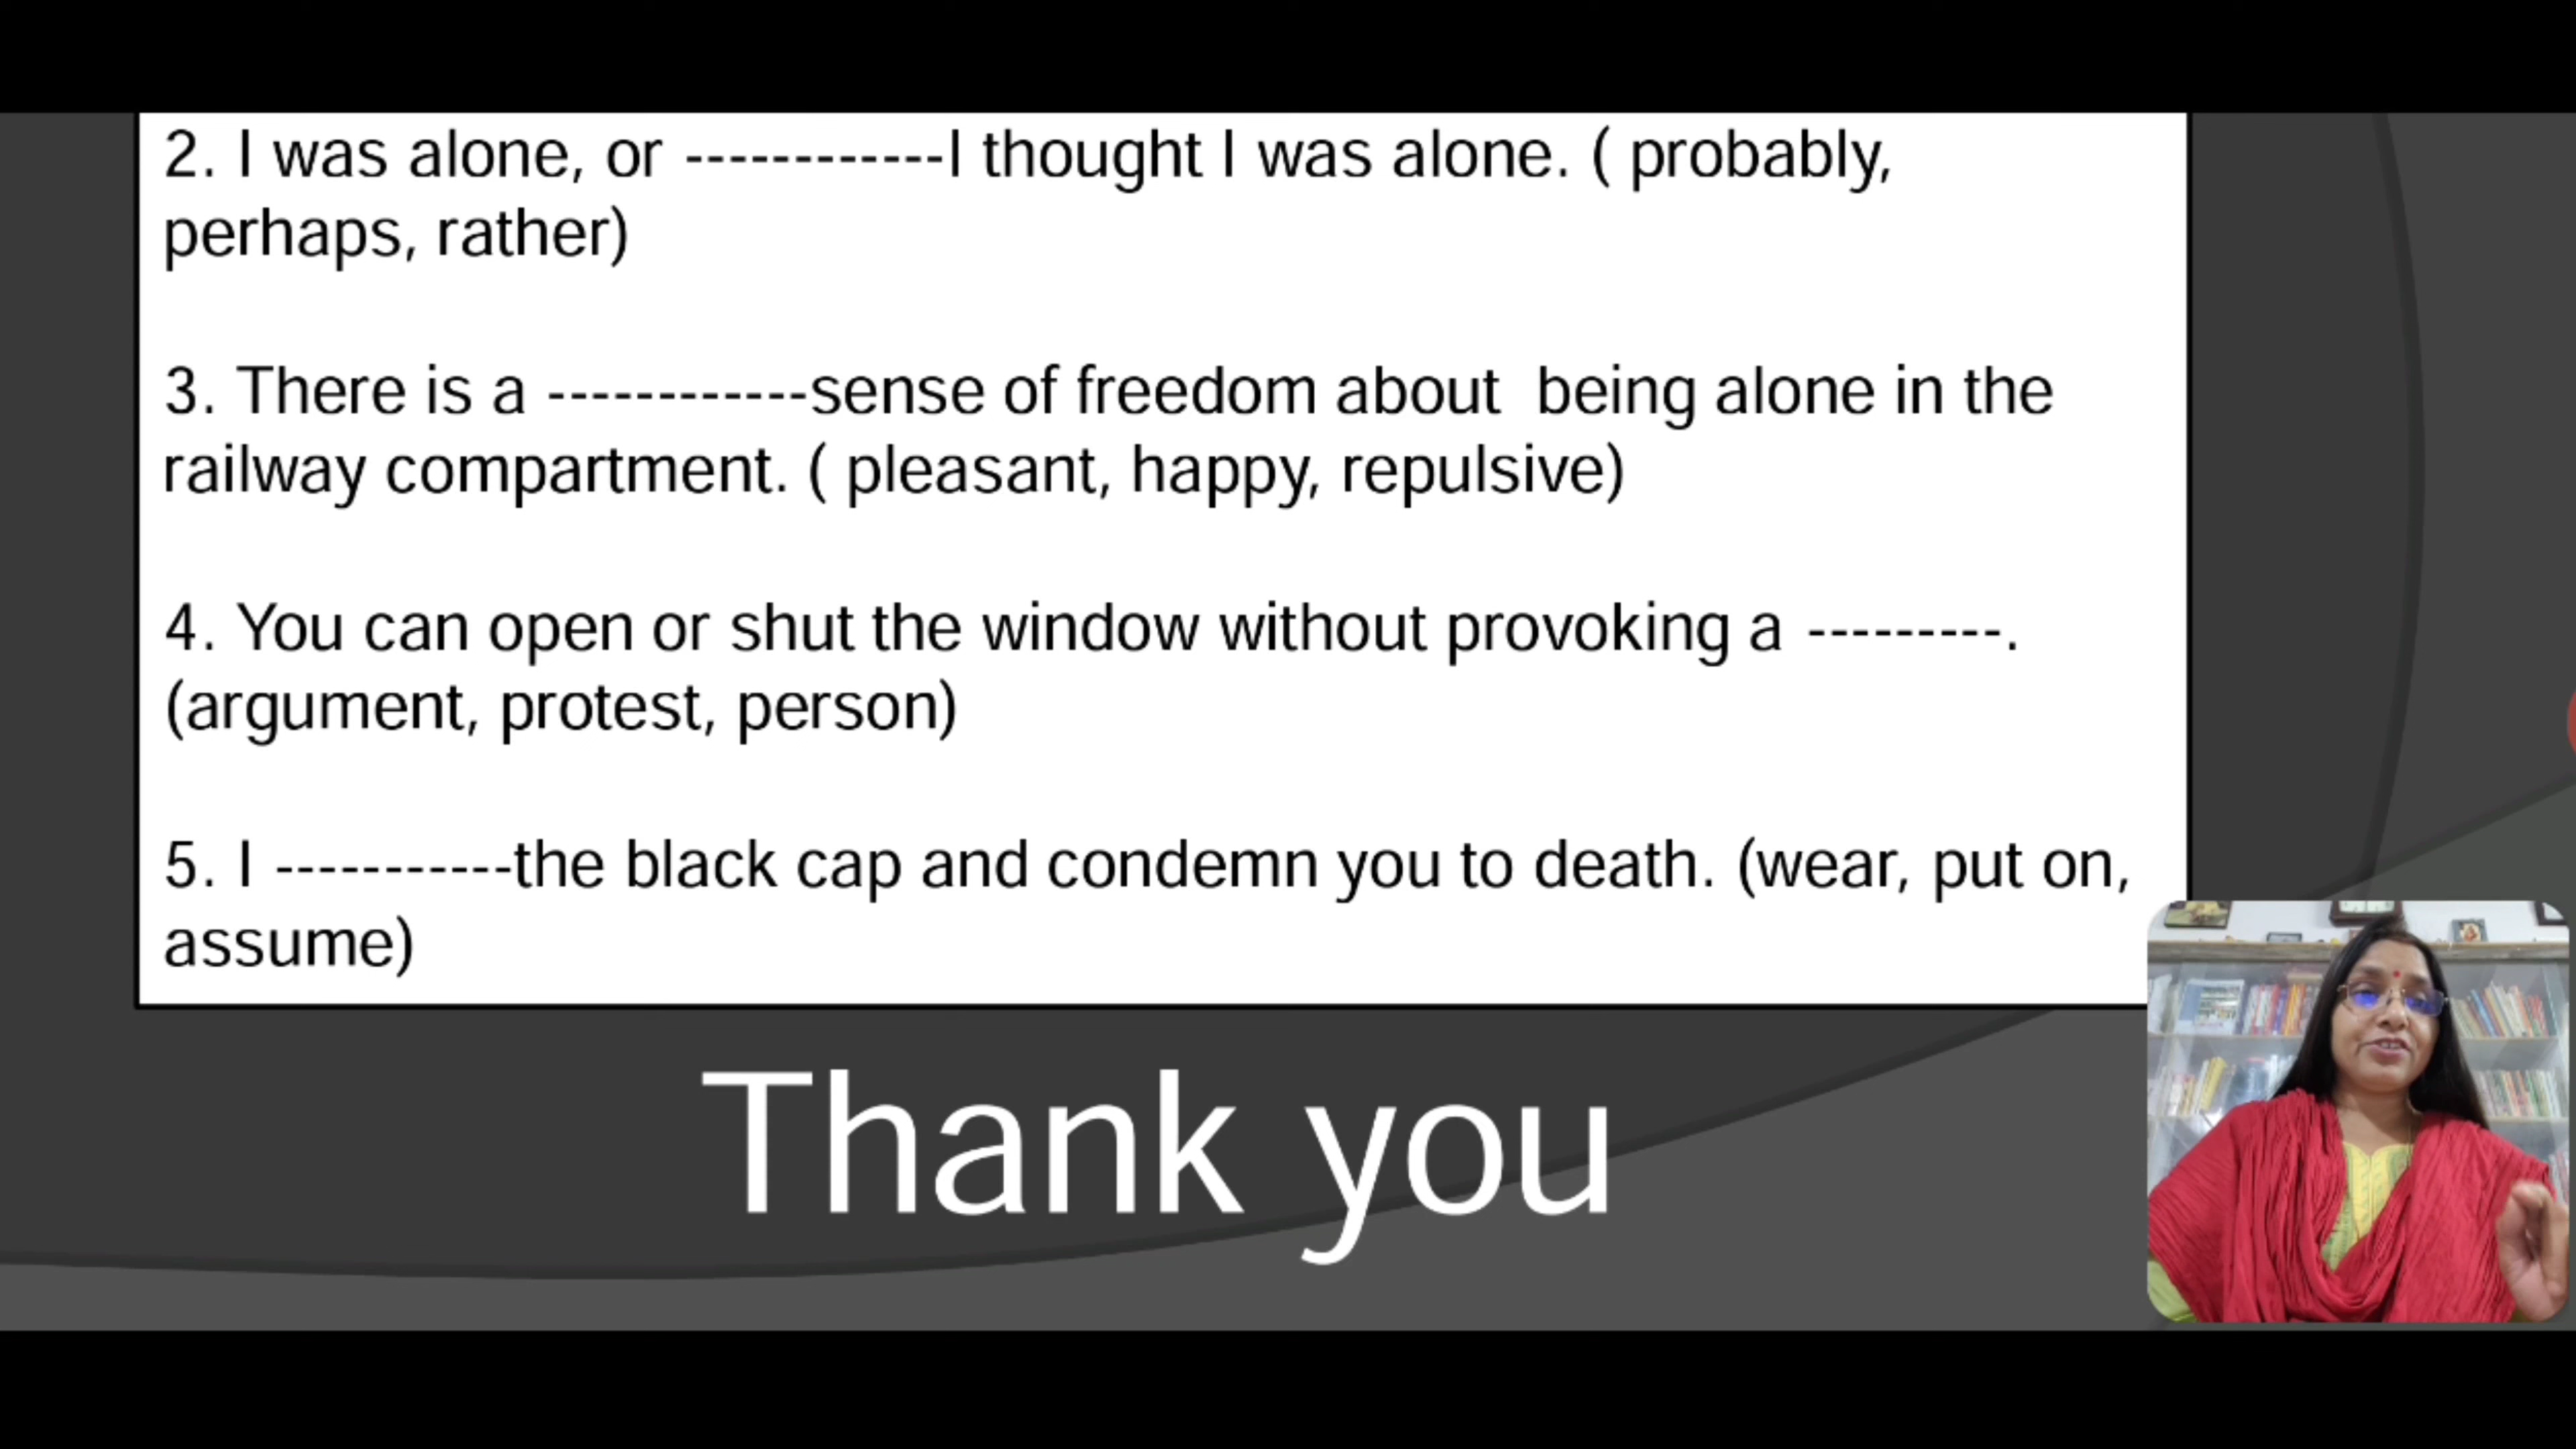 2. I was alone, or ------------I thought I was alone. ( probably,
perhaps, rather)
3. There is a ------------sense of freedom about  being alone in the
railway compartment. ( pleasant, happy, repulsive)
4. You can open or shut the window without provoking a ---------.
(argument, protest, person)
5. I -----------the black cap and condemn you to death. (wear, put on,
assume)
Thank you